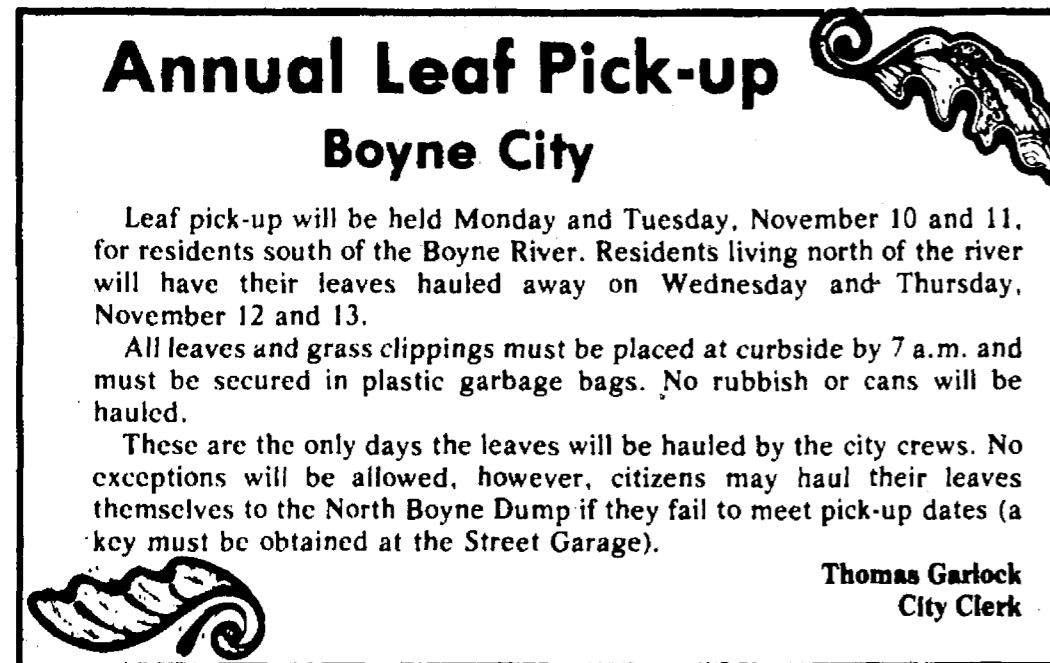 Annual Leaf Pick-up
Boyne City
Leaf pick-up will be held Monday and Tuesday, November 10 and 11,
for residents south of the Boyne River. Residents living north of the river
will have their leaves hauled away on Wednesday and Thursday,
November 12 and 13.
All leaves and grass clippings must be placed at curbside by 7 a.m. and
must be secured in plastic garbage bags. No rubbish or cans will be
hauled.
These are the only days the leaves will be hauled by the city crews. No
exceptions will be allowed, however, citizens may haul their leaves
themselves to the North Boyne Dump if they fail to meet pick-up dates (a
key must be obtained at the Street Garage).
Thomas Garlock
City Clerk